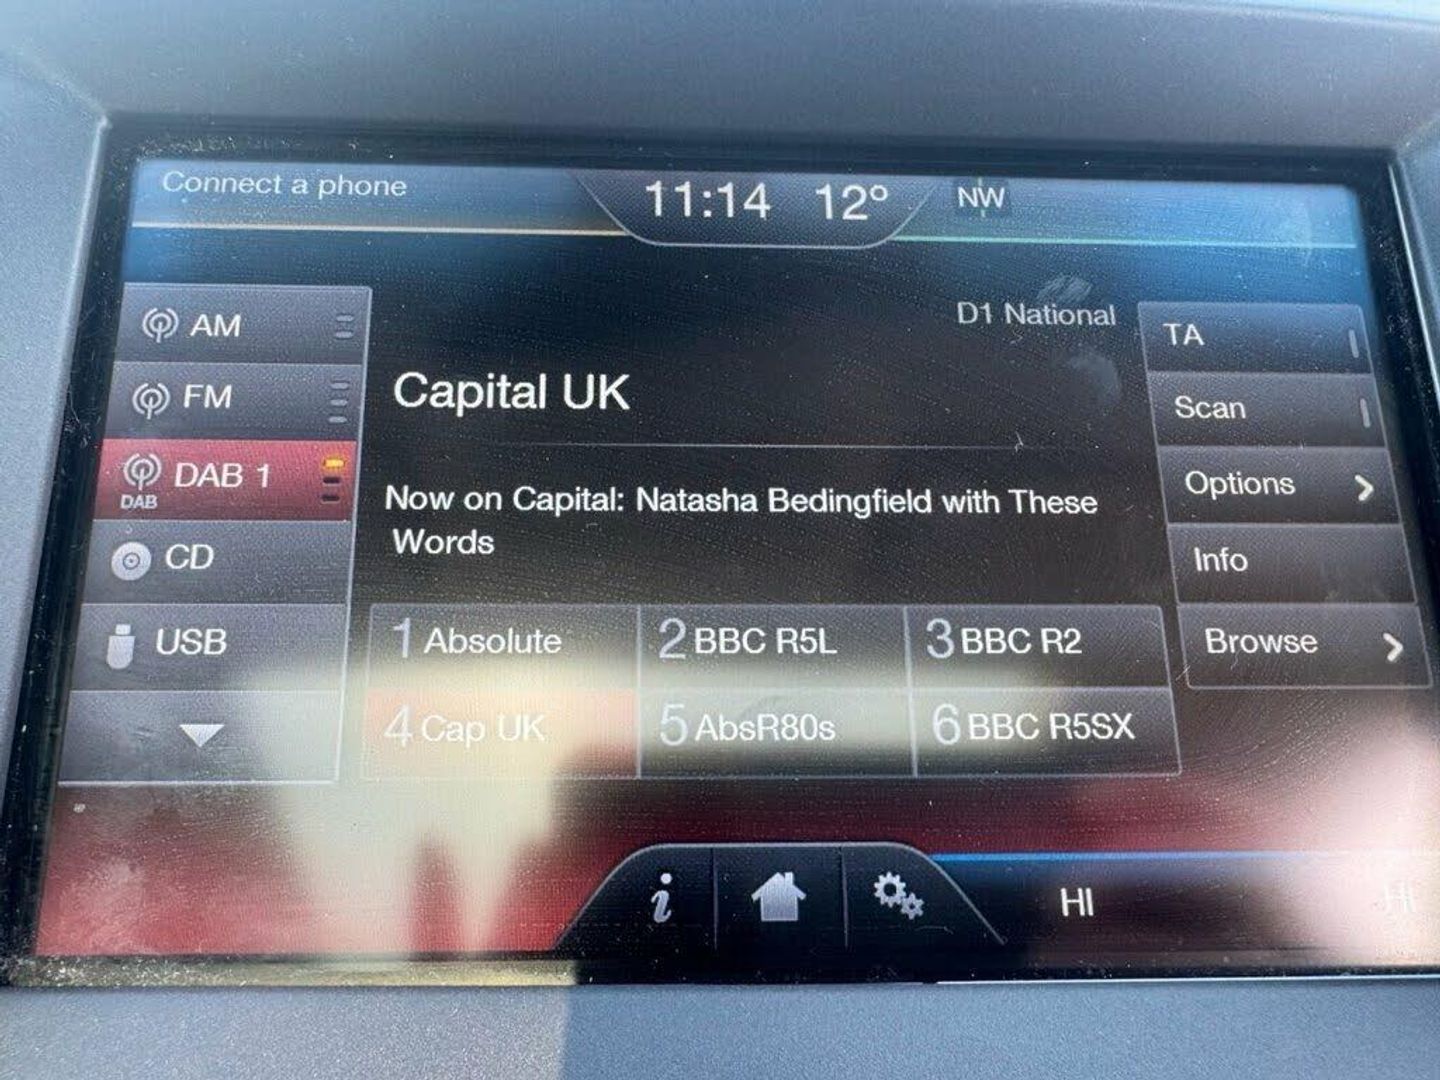 Connect a phone
11:14 12° NW
AM
FM
DAB 1
DAB
CD
USB
D1 National
Capital UK
Now on Capital: Natasha Bedingfield with These
Words
1 Absolute
2 BBC R5L
3 BBC R2
4 Cap UK
5 AbsR80s
6 BBC R5SX
TA
Scan
Options
Info
Browse
i
HI
HI